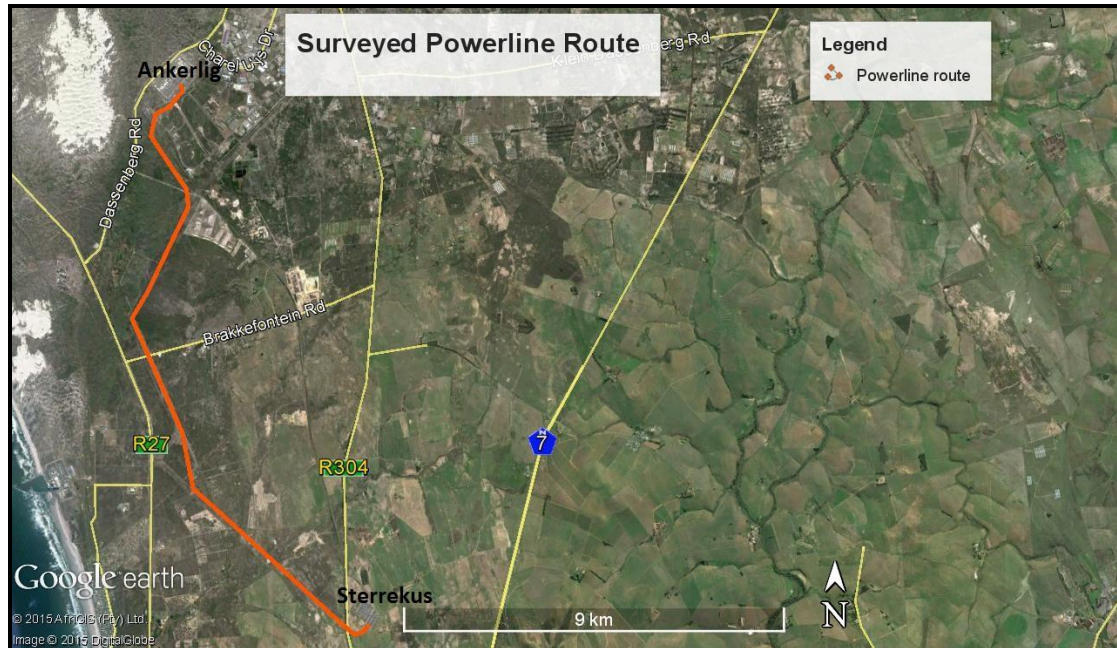 Surveyed Powerline Route
Legend
Powerline route
Charel Uys Dr
Klein Dassenberg Rd
Ankerlig
Dassenberg Rd
Brakkefontein Rd
R27
R304
N
7
Sterrekus
9 km
N
Google earth
© 2015 AfriGIS (Pty) Ltd.
Image © 2015 DigitalGlobe